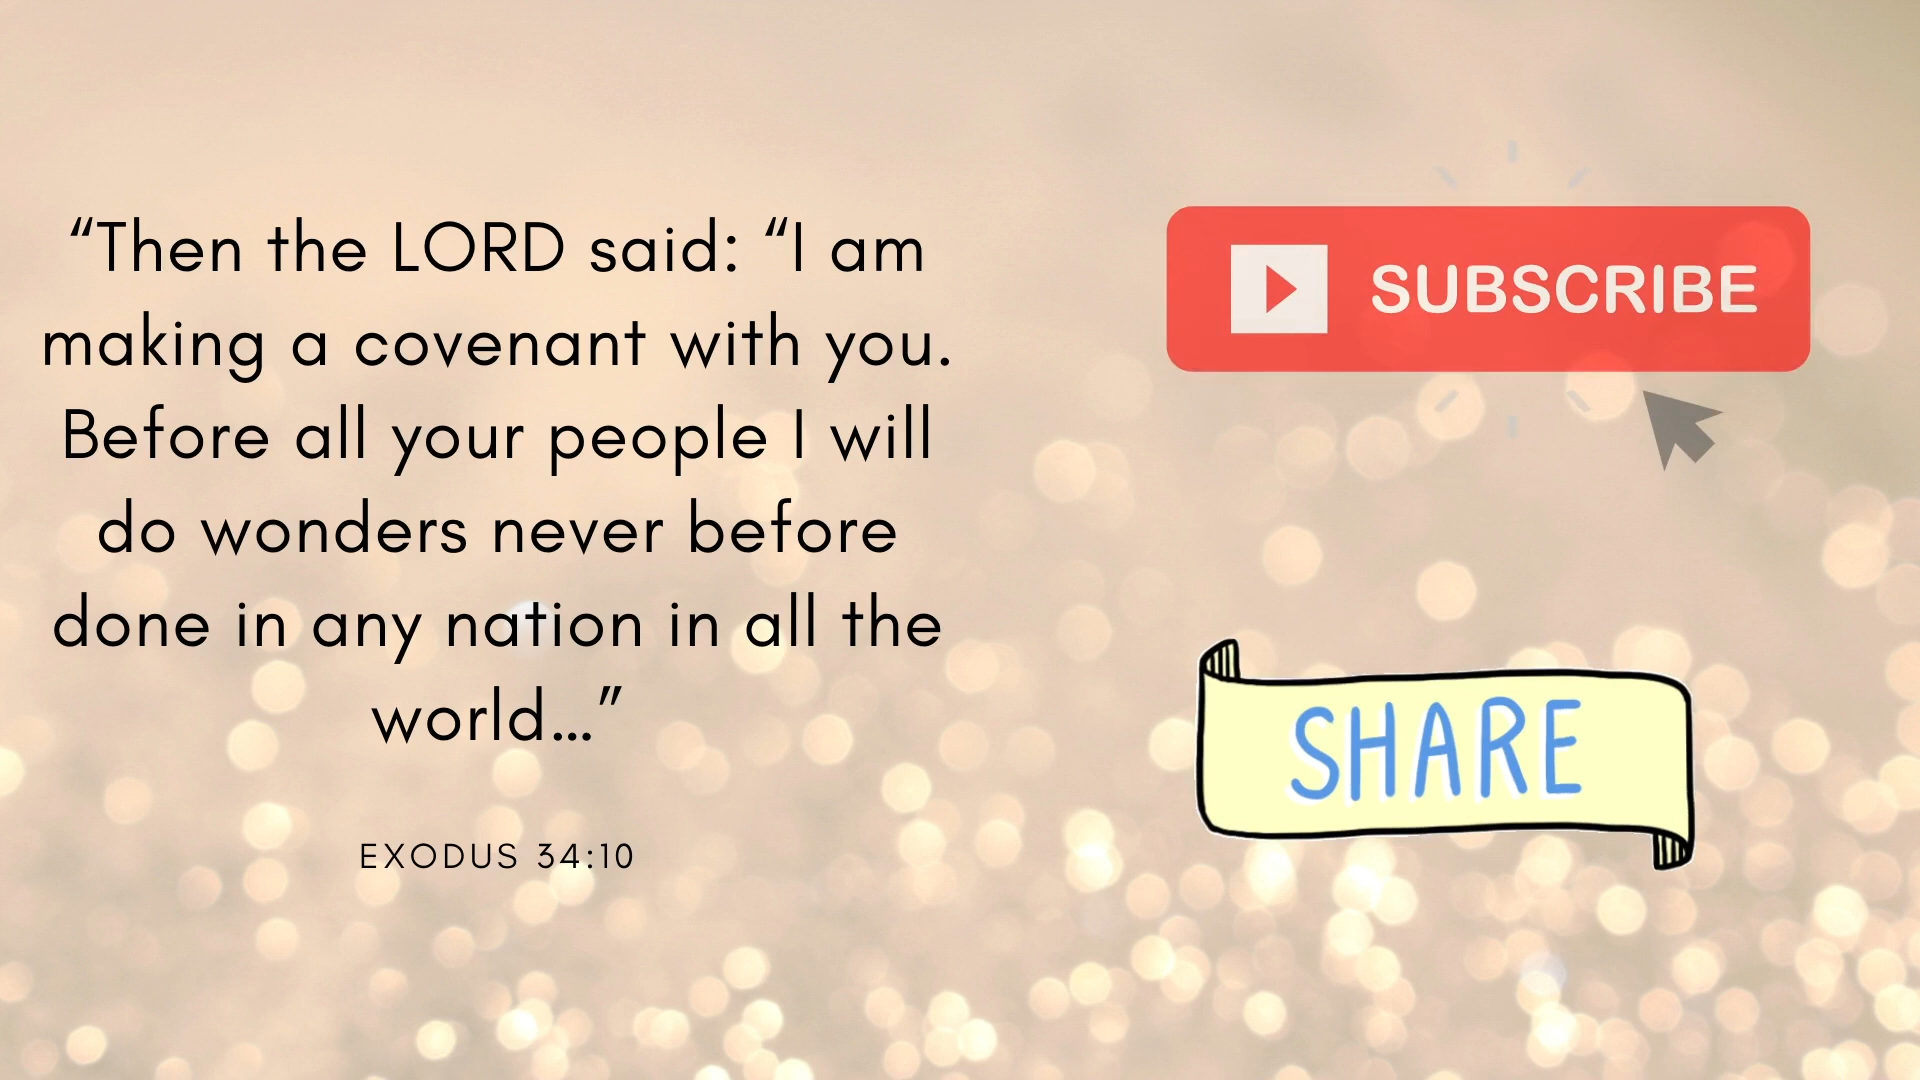 “Then the LORD said: “I am
making a covenant with you.
Before all your people I will
do wonders never before
done in any nation in all the
world...”
EXODUS 34:10
SUBSCRIBE
SHARE